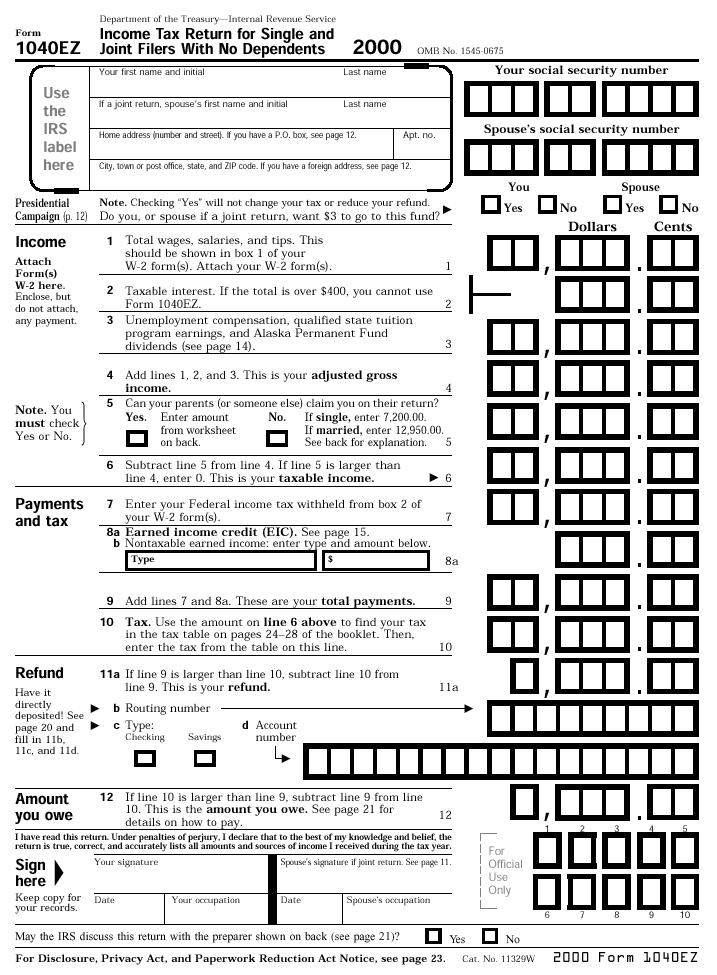 Department of the Treasury—Internal Revenue Service
Form
1040EZ
Income Tax Return for Single and
Joint Filers With No Dependents
2000
OMB No. 1545-0675
Use
the
IRS
label
here
Your first name and initial Last name
If a joint return, spouse's first name and initial Last name
Home address (number and street). If you have a P.O. box, see page 12. Apt. no.
City, town or post office, state, and ZIP code. If you have a foreign address, see page 12.
Your social security number
Spouse's social security number
Presidential
Campaign (p. 12)
Note. Checking "Yes" will not change your tax or reduce your refund.
Do you, or spouse if a joint return, want $3 to go to this fund? ▶
You Spouse
Yes No Yes No
Dollars Cents
Income
Attach
Form(s)
W-2 here.
Enclose, but
do not attach,
any payment.
1 Total wages, salaries, and tips. This
should be shown in box 1 of your
W-2 form(s). Attach your W-2 form(s). 1
2 Taxable interest. If the total is over $400, you cannot use
Form 1040EZ. 2
3 Unemployment compensation, qualified state tuition
program earnings, and Alaska Permanent Fund
dividends (see page 14). 3
4 Add lines 1, 2, and 3. This is your adjusted gross
income. 4
Note. You
must check
Yes or No.
5 Can your parents (or someone else) claim you on their return?
Yes. Enter amount
from worksheet
on back.
No. If single, enter 7,200.00.
If married, enter 12,950.00.
See back for explanation. 5
6 Subtract line 5 from line 4. If line 5 is larger than
line 4, enter 0. This is your taxable income. ▶ 6
Payments
and tax
7 Enter your Federal income tax withheld from box 2 of
your W-2 form(s). 7
8a Earned income credit (EIC). See page 15.
b Nontaxable earned income: enter type and amount below.
Type $ 8a
9 Add lines 7 and 8a. These are your total payments. 9
10 Tax. Use the amount on line 6 above to find your tax
in the tax table on pages 24–28 of the booklet. Then,
enter the tax from the table on this line. 10
Refund
Have it
directly
deposited! See
page 20 and
fill in 11b,
11c, and 11d.
11a If line 9 is larger than line 10, subtract line 10 from
line 9. This is your refund. 11a
▶ b Routing number
▶ c Type:
Checking Savings
d Account
number
Amount
you owe
12 If line 10 is larger than line 9, subtract line 9 from line
10. This is the amount you owe. See page 21 for
details on how to pay. 12
I have read this return. Under penalties of perjury, I declare that to the best of my knowledge and belief, the
return is true, correct, and accurately lists all amounts and sources of income I received during the tax year.
Sign
here
Keep copy for
your records.
Your signature Spouse's signature if joint return. See page 11.
Date Your occupation Date Spouse's occupation
For
Official
Use
Only
1 2 3 4 5
6 7 8 9 10
May the IRS discuss this return with the preparer shown on back (see page 21)? Yes No
For Disclosure, Privacy Act, and Paperwork Reduction Act Notice, see page 23. Cat. No. 11329W 2000 Form 1040EZ